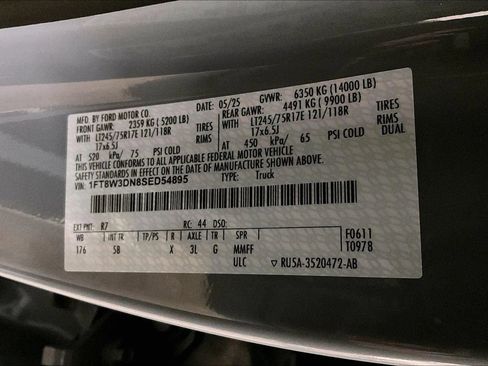 MFD. BY FORD MOTOR CO. DATE: 05/25 GVWR: 6350 KG (14000 LB)
FRONT GAWR: 2359 KG (5200 LB) REAR GAWR: 4491 KG (9900 LB)
WITH LT245/75R17E 121/118R TIRES WITH LT245/75R17E 121/118R TIRES
17x6.5J RIMS 17x6.5J RIMS
AT 520 kPa/ 75 PSI COLD AT 450 kPa/ 65 PSI COLD DUAL
THIS VEHICLE CONFORMS TO ALL APPLICABLE FEDERAL MOTOR VEHICLE
SAFETY STANDARDS IN EFFECT ON THE DATE OF MANUFACTURE SHOWN ABOVE.
VIN: 1FT8W3DN8SED54895 TYPE: Truck
EXT PNT: R7 RC: 44 DSO: F0611
WB INT TR TP/PS R AXLE TR SPR T0978
176 5B X 3L G MMFF
ULC ▽ RU5A-3520472-AB